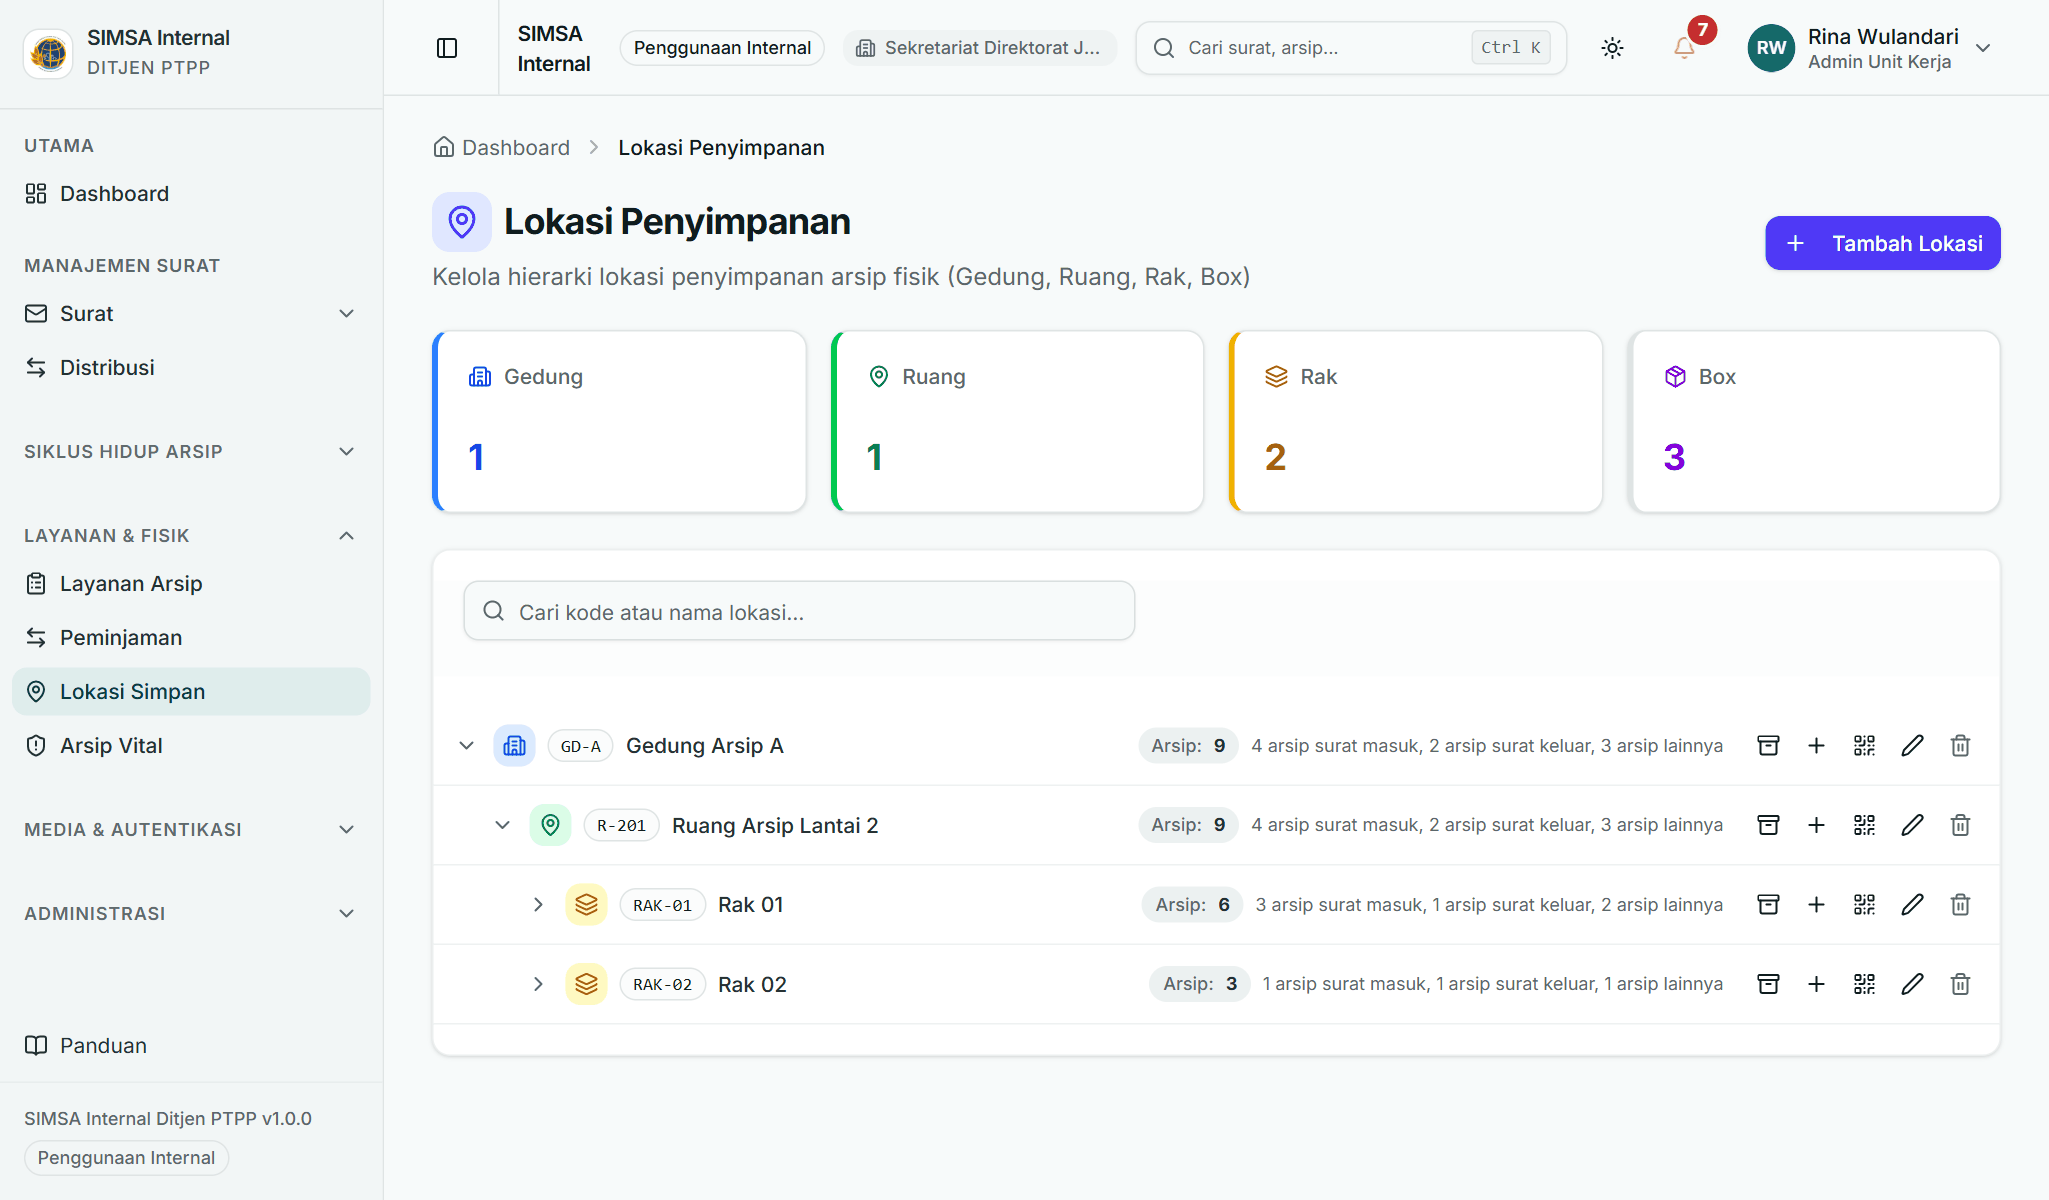 SIMSA Internal
DITJEN PTPP
UTAMA
Dashboard
MANAJEMEN SURAT
Surat
Distribusi
SIKLUS HIDUP ARSIP
LAYANAN & FISIK
Layanan Arsip
Peminjaman
Lokasi Simpan
Arsip Vital
MEDIA & AUTENTIKASI
ADMINISTRASI
Panduan
SIMSA Internal Ditjen PTPP v1.0.0
Penggunaan Internal
SIMSA
Internal
Penggunaan Internal
Sekretariat Direktorat J...
Cari surat, arsip...
Ctrl K
7
RW
Rina Wulandari
Admin Unit Kerja
Dashboard
Lokasi Penyimpanan
Lokasi Penyimpanan
Kelola hierarki lokasi penyimpanan arsip fisik (Gedung, Ruang, Rak, Box)
Tambah Lokasi
Gedung
1
Ruang
1
Rak
2
Box
3
Cari kode atau nama lokasi...
GD-A Gedung Arsip A Arsip: 9 4 arsip surat masuk, 2 arsip surat keluar, 3 arsip lainnya
R-201 Ruang Arsip Lantai 2 Arsip: 9 4 arsip surat masuk, 2 arsip surat keluar, 3 arsip lainnya
RAK-01 Rak 01 Arsip: 6 3 arsip surat masuk, 1 arsip surat keluar, 2 arsip lainnya
RAK-02 Rak 02 Arsip: 3 1 arsip surat masuk, 1 arsip surat keluar, 1 arsip lainnya